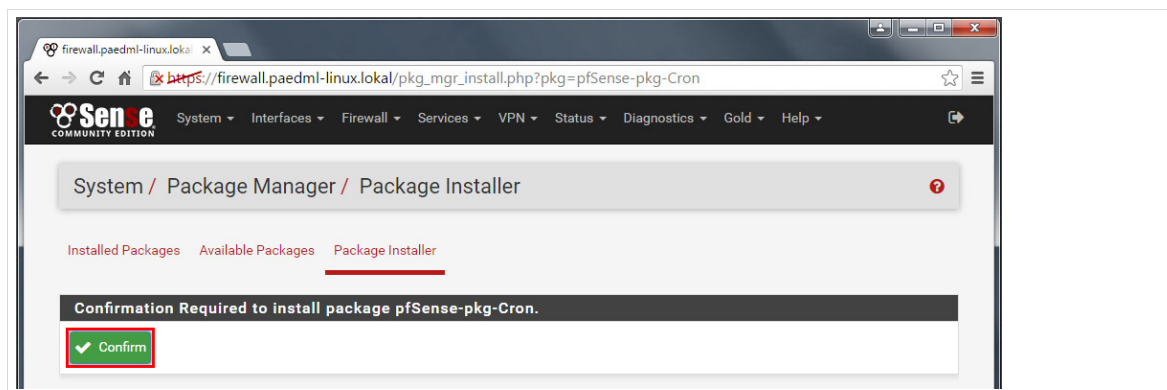 firewall.paedml-linux.loka
https://firewall.paedml-linux.lokal/pkg_mgr_install.php?pkg=pfSense-pkg-Cron
Sense System Interfaces Firewall Services VPN Status Diagnostics Gold Help
COMMUNITY EDITION
System / Package Manager / Package Installer
Installed Packages Available Packages Package Installer
Confirmation Required to install package pfSense-pkg-Cron.
Confirm